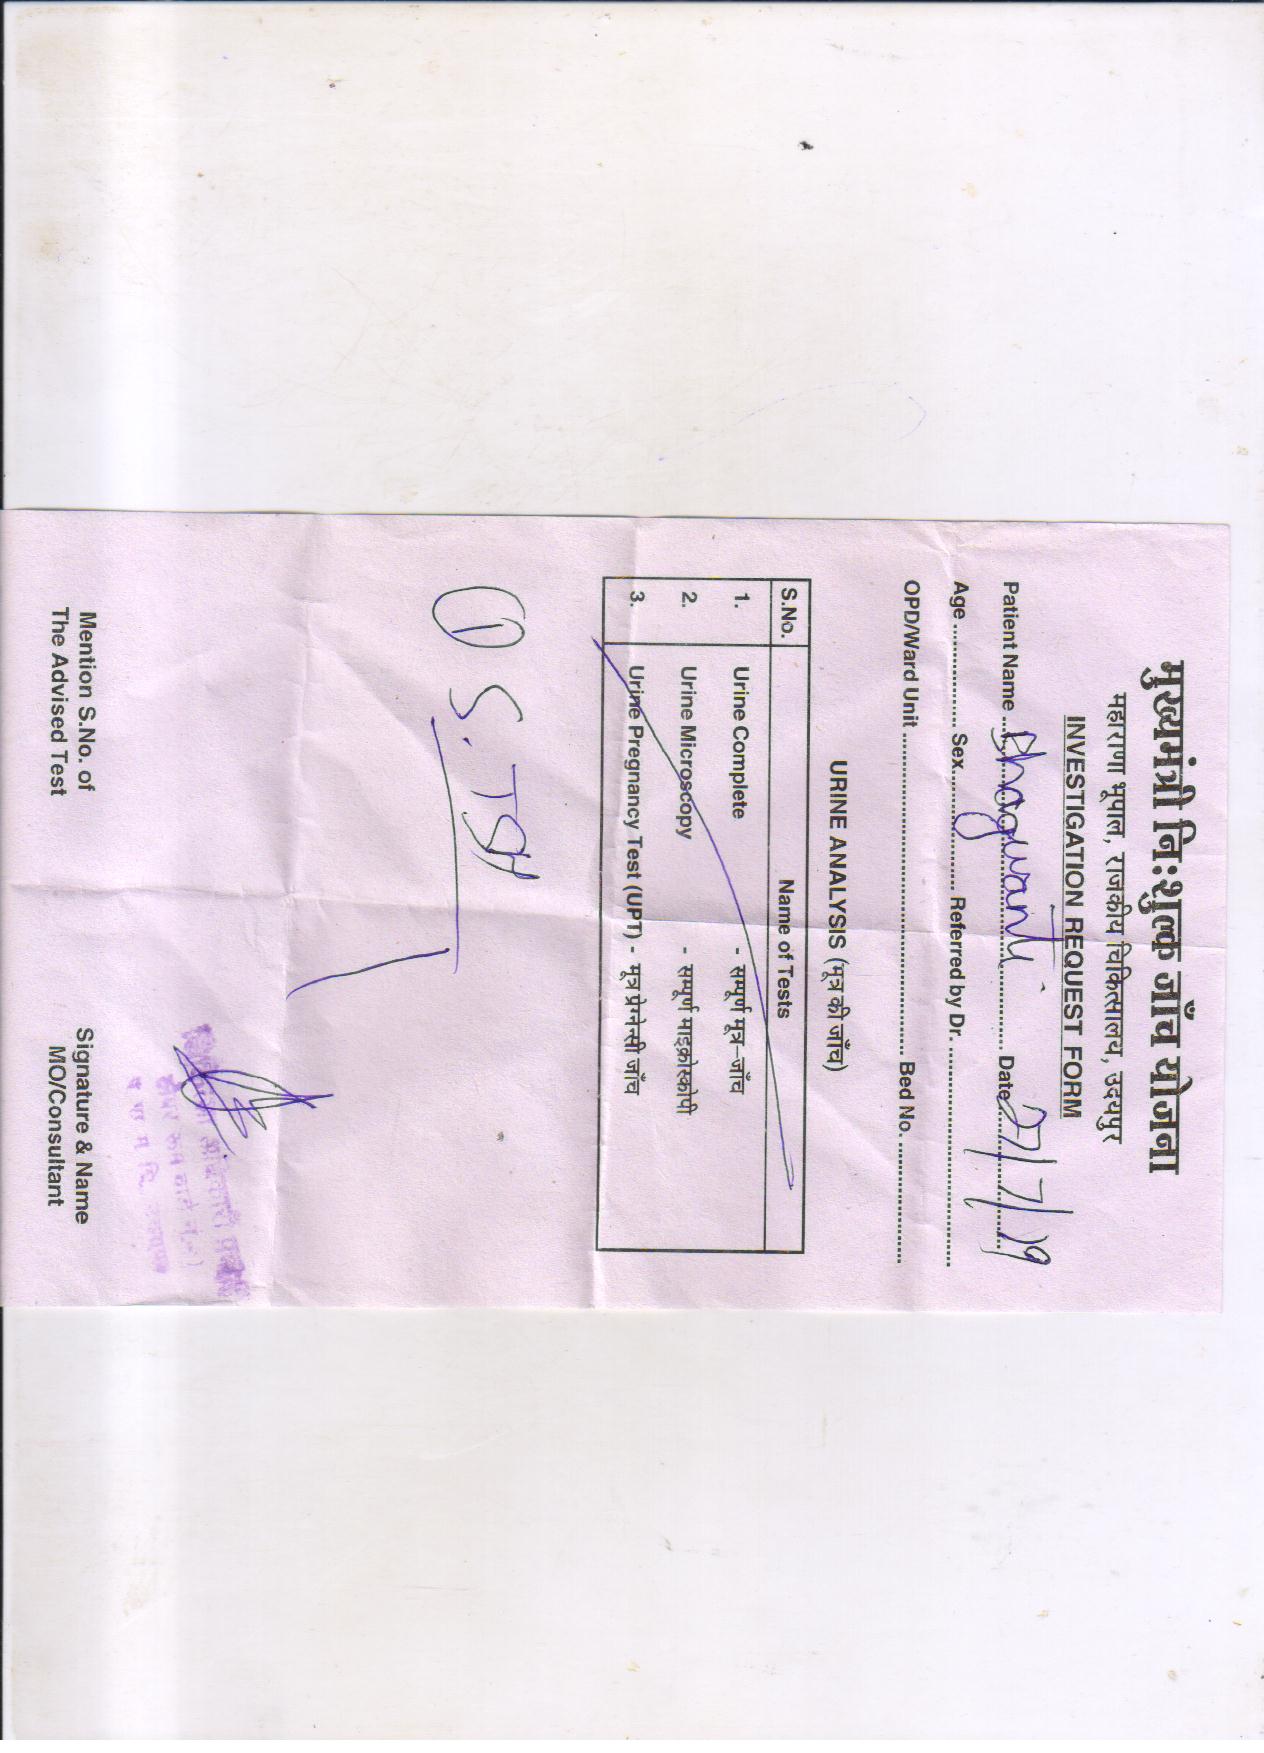 मुख्यमंत्री निःशुल्क जाँच योजना
महाराणा भूपाल, राजकीय चिकित्सालय, उदयपुर
INVESTIGATION REQUEST FORM
Patient Name Bhagwanti Date 27/7/19
Age Sex Referred by Dr.
OPD/Ward Unit Bed No.
URINE ANALYSIS (मूत्र की जाँच)
S.No. Name of Tests
1. Urine Complete - सम्पूर्ण मूत्र-जाँच
2. Urine Microscopy - सम्पूर्ण माइक्रोस्कोपी
3. Urine Pregnancy Test (UPT) - मूत्र प्रेग्नेन्सी जाँच
① S. TSH
Mention S.No. of Signature & Name
The Advised Test MO/Consultant